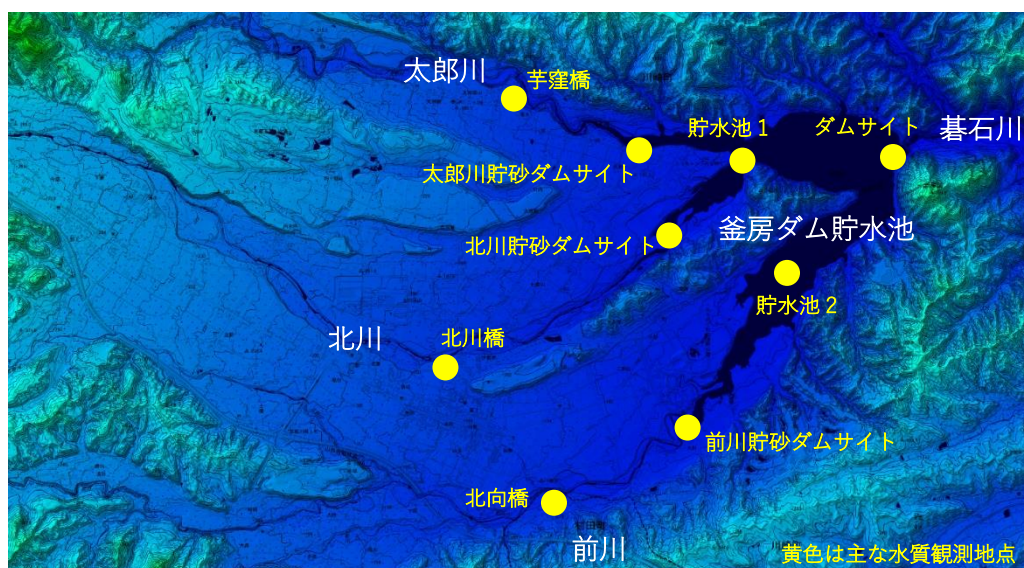 太郎川
芋窪橋
貯水池1
ダムサイト
碁石川
太郎川貯砂ダムサイト
北川貯砂ダムサイト
釜房ダム貯水池
貯水池2
北川
北川橋
前川貯砂ダムサイト
北向橋
前川
黄色は主な水質観測地点